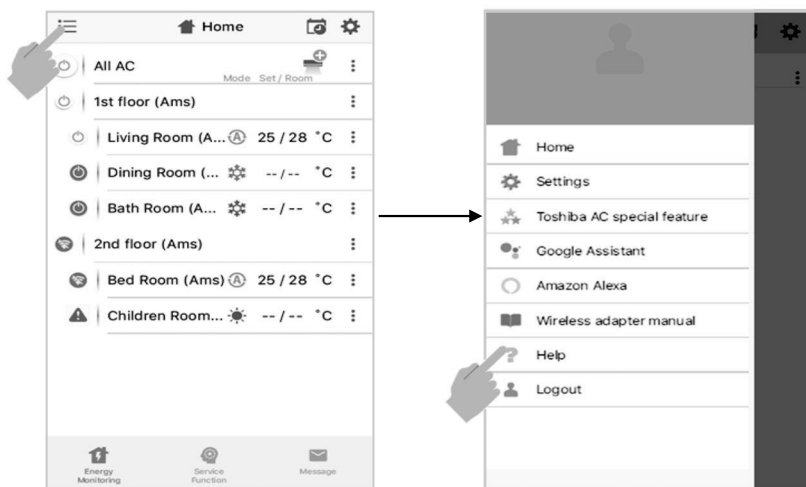 Home
All AC
Mode Set / Room
1st floor (Ams)
Living Room (A... 25 / 28 °C
Dining Room (... -- / -- °C
Bath Room (A... -- / -- °C
2nd floor (Ams)
Bed Room (Ams) 25 / 28 °C
Children Room... -- / -- °C
Energy
Monitoring
Service
Function
Message
Home
Settings
Toshiba AC special feature
Google Assistant
Amazon Alexa
Wireless adapter manual
Help
Logout